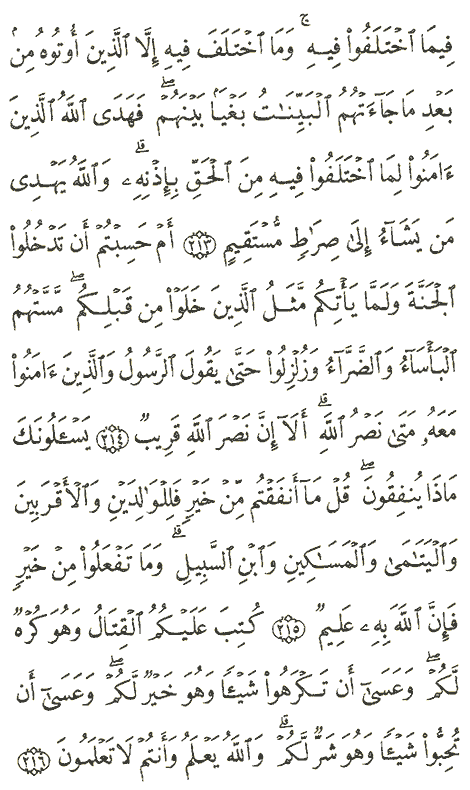 فِيمَا ٱخْتَلَفُوا۟ فِيهِ ۚ وَمَا ٱخْتَلَفَ فِيهِ إِلَّا ٱلَّذِينَ أُوتُوهُ مِنۢ
بَعْدِ مَا جَآءَتْهُمُ ٱلْبَيِّنَـٰتُ بَغْيًۢا بَيْنَهُمْ ۖ فَهَدَى ٱللَّهُ ٱلَّذِينَ
ءَامَنُوا۟ لِمَا ٱخْتَلَفُوا۟ فِيهِ مِنَ ٱلْحَقِّ بِإِذْنِهِۦ ۗ وَٱللَّهُ يَهْدِى
مَن يَشَآءُ إِلَىٰ صِرَٰطٍ مُّسْتَقِيمٍ ٢١٣ أَمْ حَسِبْتُمْ أَن تَدْخُلُوا۟
ٱلْجَنَّةَ وَلَمَّا يَأْتِكُم مَّثَلُ ٱلَّذِينَ خَلَوْا۟ مِن قَبْلِكُم ۖ مَّسَّتْهُمُ
ٱلْبَأْسَآءُ وَٱلضَّرَّآءُ وَزُلْزِلُوا۟ حَتَّىٰ يَقُولَ ٱلرَّسُولُ وَٱلَّذِينَ ءَامَنُوا۟
مَعَهُۥ مَتَىٰ نَصْرُ ٱللَّهِ ۗ أَلَآ إِنَّ نَصْرَ ٱللَّهِ قَرِيبٌ ٢١٤ يَسْـَٔلُونَكَ
مَاذَا يُنفِقُونَ ۖ قُلْ مَآ أَنفَقْتُم مِّنْ خَيْرٍ فَلِلْوَٰلِدَيْنِ وَٱلْأَقْرَبِينَ
وَٱلْيَتَـٰمَىٰ وَٱلْمَسَـٰكِينِ وَٱبْنِ ٱلسَّبِيلِ ۗ وَمَا تَفْعَلُوا۟ مِنْ خَيْرٍ
فَإِنَّ ٱللَّهَ بِهِۦ عَلِيمٌ ٢١٥ كُتِبَ عَلَيْكُمُ ٱلْقِتَالُ وَهُوَ كُرْهٌ
لَّكُمْ ۖ وَعَسَىٰٓ أَن تَكْرَهُوا۟ شَيْـًٔا وَهُوَ خَيْرٌ لَّكُمْ ۖ وَعَسَىٰٓ أَن
تُحِبُّوا۟ شَيْـًٔا وَهُوَ شَرٌّ لَّكُمْ ۗ وَٱللَّهُ يَعْلَمُ وَأَنتُمْ لَا تَعْلَمُونَ ٢١٦